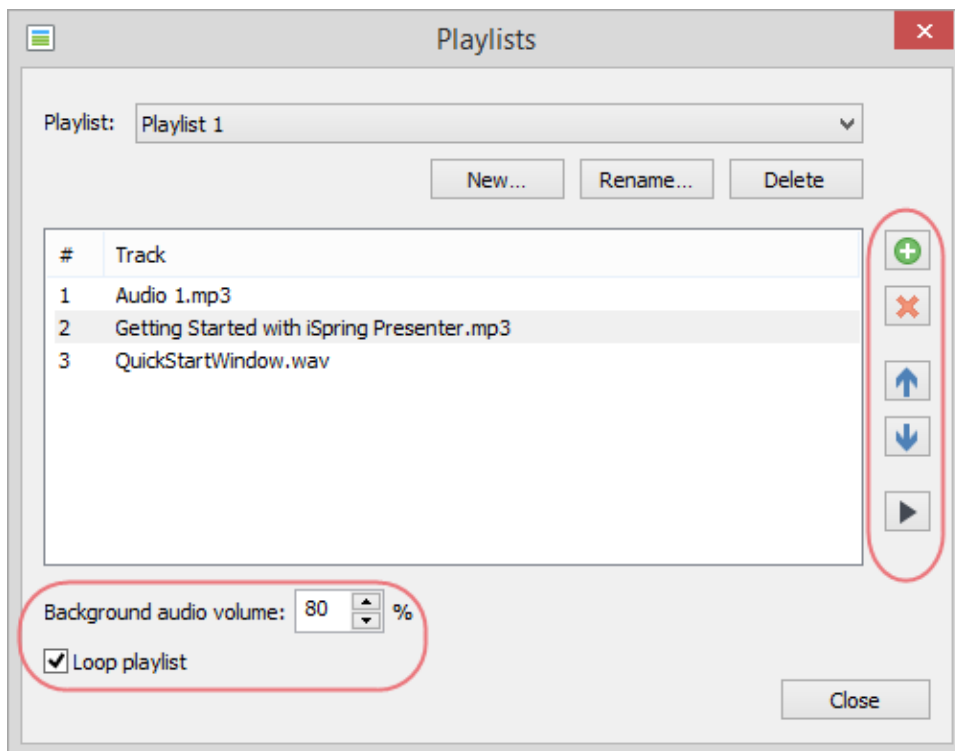 Playlists
Playlist: Playlist 1
New... Rename... Delete
# Track
1 Audio 1.mp3
2 Getting Started with iSpring Presenter.mp3
3 QuickStartWindow.wav
Background audio volume: 80 %
Loop playlist
Close